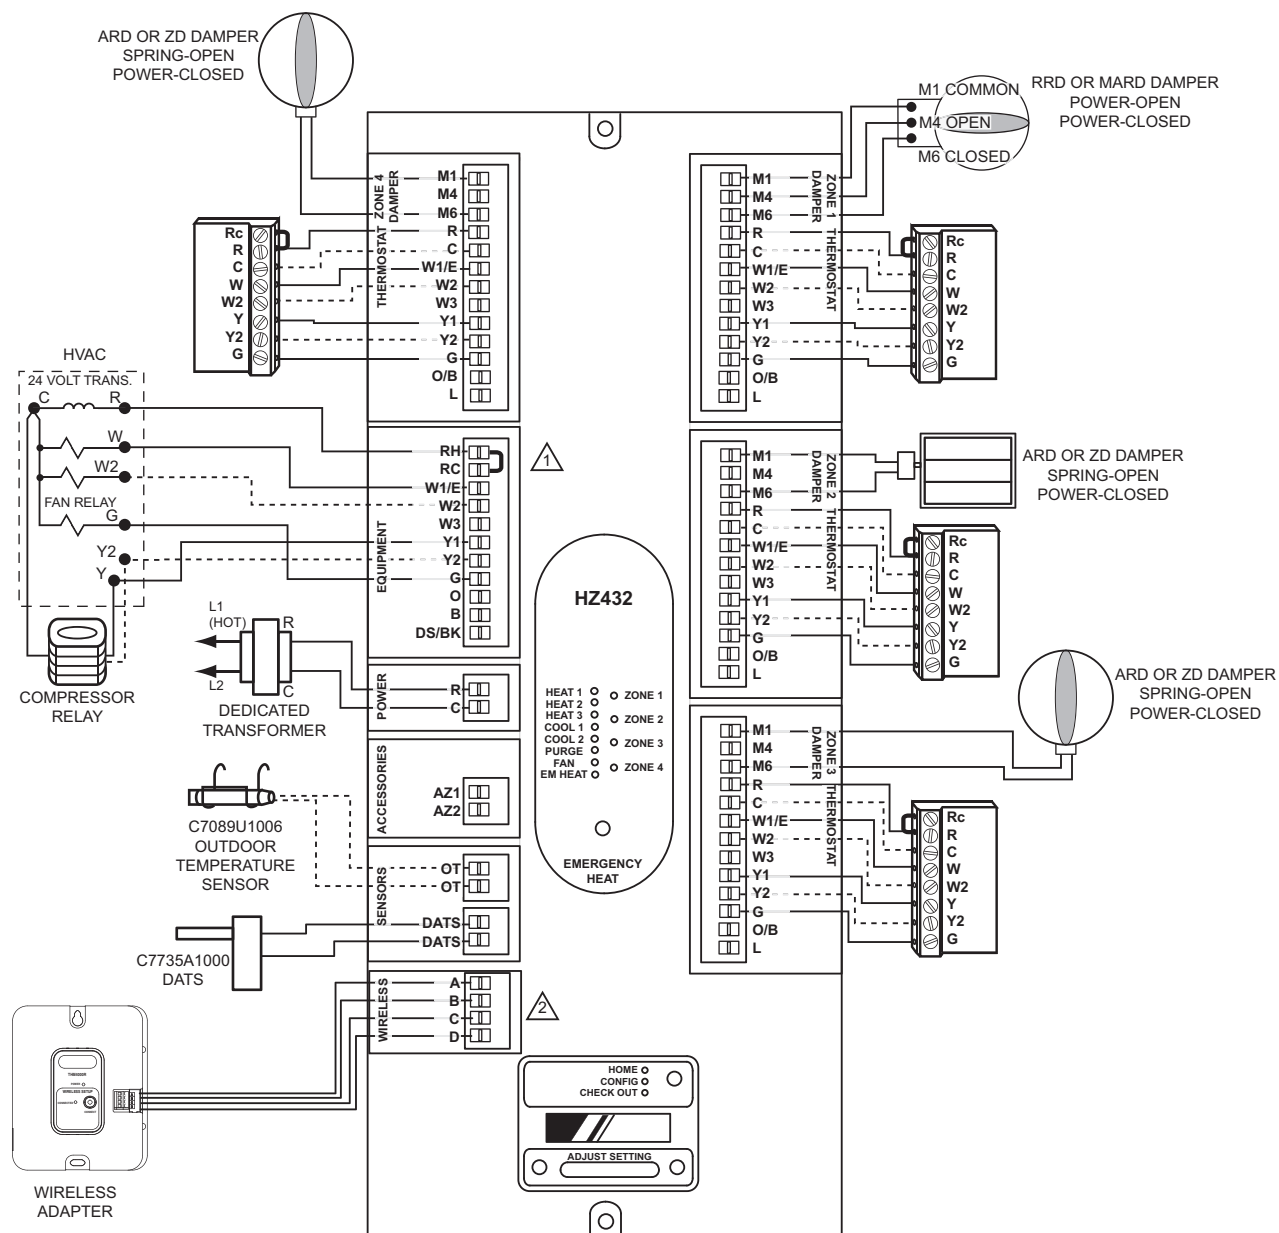 ARD OR ZD DAMPER
SPRING-OPEN
POWER-CLOSED
M1 COMMON
M4 OPEN
M6 CLOSED
RRD OR MARD DAMPER
POWER-OPEN
POWER-CLOSED
ZONE 4
DAMPER
THERMOSTAT
M1
M4
M6
R
C
W1/E
W2
W3
Y1
Y2
G
O/B
L
Rc
R
C
W
W2
Y
Y2
G
ZONE 1
DAMPER
THERMOSTAT
M1
M4
M6
R
C
W1/E
W2
W3
Y1
Y2
G
O/B
L
Rc
R
C
W
W2
Y
Y2
G
HVAC
24 VOLT TRANS.
C
R
W
W2
FAN RELAY
G
Y2
Y
COMPRESSOR
RELAY
EQUIPMENT
RH
RC
W1/E
W2
W3
Y1
Y2
G
O
B
DS/BK
1
ZONE 2
DAMPER
THERMOSTAT
M1
M4
M6
R
C
W1/E
W2
W3
Y1
Y2
G
O/B
L
ARD OR ZD DAMPER
SPRING-OPEN
POWER-CLOSED
Rc
R
C
W
W2
Y
Y2
G
L1
(HOT)
L2
R
C
DEDICATED
TRANSFORMER
POWER
R
C
HZ432
HEAT 1
HEAT 2
HEAT 3
COOL 1
COOL 2
PURGE
FAN
EM HEAT
ZONE 1
ZONE 2
ZONE 3
ZONE 4
EMERGENCY
HEAT
ARD OR ZD DAMPER
SPRING-OPEN
POWER-CLOSED
ZONE 3
DAMPER
THERMOSTAT
M1
M4
M6
R
C
W1/E
W2
W3
Y1
Y2
G
O/B
L
Rc
R
C
W
W2
Y
Y2
G
ACCESSORIES
AZ1
AZ2
C7089U1006
OUTDOOR
TEMPERATURE
SENSOR
SENSORS
OT
OT
DATS
DATS
C7735A1000
DATS
WIRELESS
A
B
C
D
2
WIRELESS SETUP
WIRELESS
ADAPTER
HOME
CONFIG
CHECK OUT
ADJUST SETTING